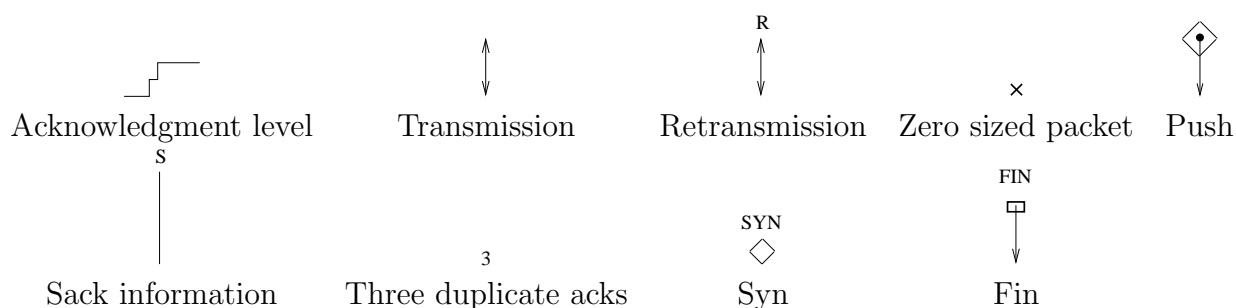 R
Acknowledgment level Transmission Retransmission Zero sized packet Push
S
FIN
SYN
3
Sack information Three duplicate acks Syn Fin